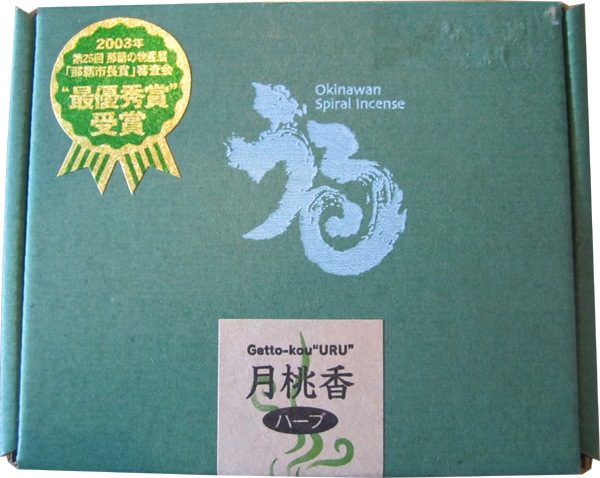 2003年
第25回 那覇の物産展
「那覇市長賞」審査会
“最優秀賞”
受賞
Okinawan
Spiral Incense
うる
Getto-kou“URU”
月桃香
ハーブ